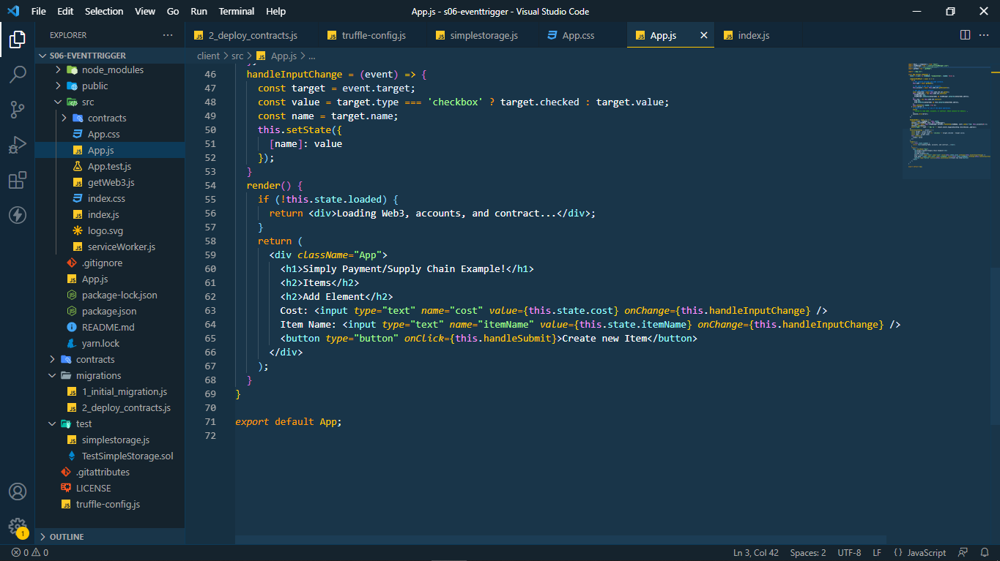 File Edit Selection View Go Run Terminal Help
App.js - s06-eventtrigger - Visual Studio Code
EXPLORER
2_deploy_contracts.js truffle-config.js simplestorage.js App.css App.js index.js
S06-EVENTTRIGGER
node_modules
public
src
contracts
App.css
App.js
App.test.js
getWeb3.js
index.css
index.js
logo.svg
serviceWorker.js
.gitignore
App.js
package-lock.json
package.json
README.md
yarn.lock
contracts
migrations
1_initial_migration.js
2_deploy_contracts.js
test
simplestorage.js
TestSimpleStorage.sol
.gitattributes
LICENSE
truffle-config.js
OUTLINE
client > src > App.js > ...
46 handleInputChange = (event) => {
47 const target = event.target;
48 const value = target.type === 'checkbox' ? target.checked : target.value;
49 const name = target.name;
50 this.setState({
51 [name]: value
52 });
53 }
54 render() {
55 if (!this.state.loaded) {
56 return <div>Loading Web3, accounts, and contract...</div>;
57 }
58 return (
59 <div className="App">
60 <h1>Simply Payment/Supply Chain Example!</h1>
61 <h2>Items</h2>
62 <h2>Add Element</h2>
63 Cost: <input type="text" name="cost" value={this.state.cost} onChange={this.handleInputChange} />
64 Item Name: <input type="text" name="itemName" value={this.state.itemName} onChange={this.handleInputChange} />
65 <button type="button" onClick={this.handleSubmit}>Create new Item</button>
66 </div>
67 );
68 }
69 }
70
71 export default App;
72
1
0 0
Ln 3, Col 42 Spaces: 2 UTF-8 LF {} JavaScript